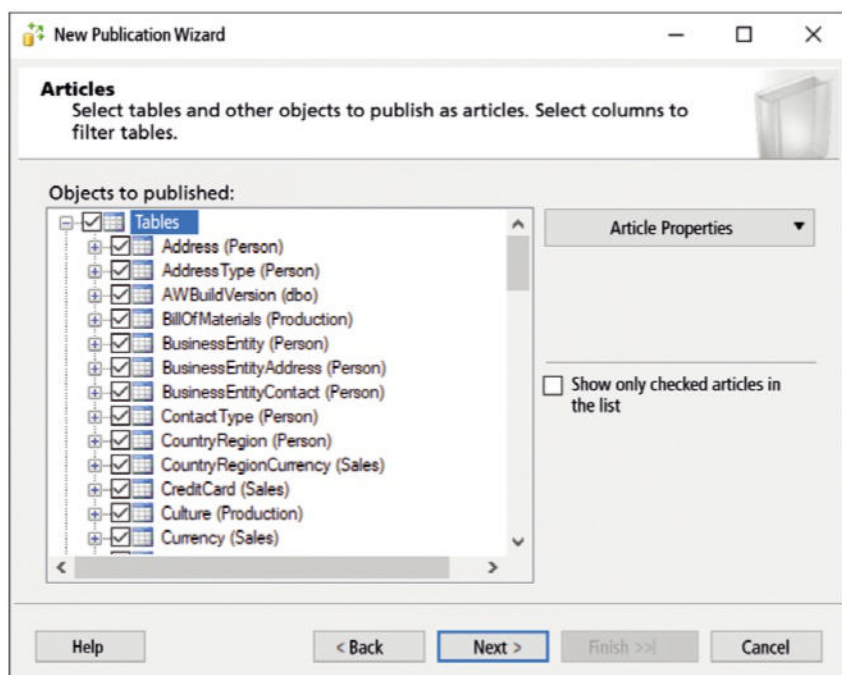 New Publication Wizard
Articles
Select tables and other objects to publish as articles. Select columns to
filter tables.
Objects to published:
Tables
Address (Person)
AddressType (Person)
AWBuildVersion (dbo)
BillOfMaterials (Production)
BusinessEntity (Person)
BusinessEntityAddress (Person)
BusinessEntityContact (Person)
ContactType (Person)
CountryRegion (Person)
CountryRegionCurrency (Sales)
CreditCard (Sales)
Culture (Production)
Currency (Sales)
Article Properties
Show only checked articles in
the list
Help
< Back
Next >
Finish >>|
Cancel